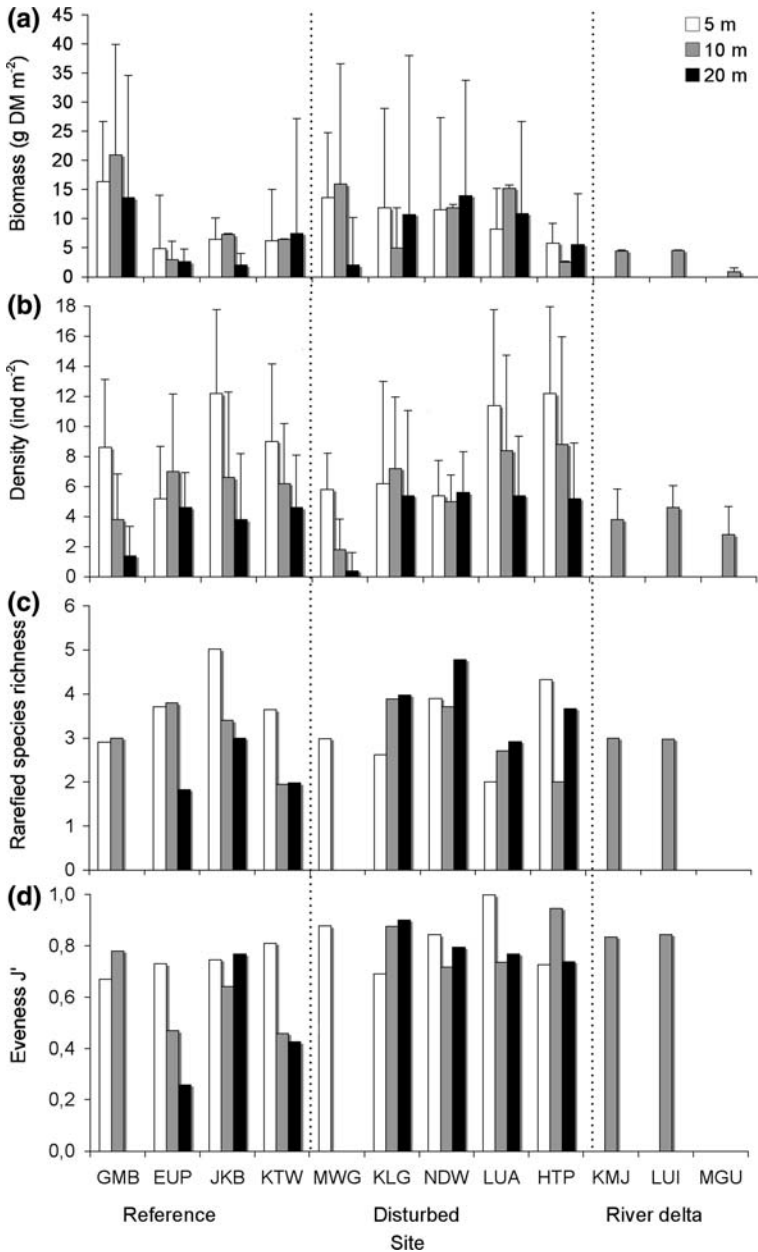 (a)
45
40
35
30
25
20
15
10
5
0
Biomass (g DM m-2)
5 m
10 m
20 m
(b)
18
16
14
12
10
8
6
4
2
0
Density (ind m-2)
(c)
6
5
4
3
2
1
0
Rarefied species richness
(d)
1,0
0,8
0,6
0,4
0,2
0,0
Eveness J'
GMB EUP JKB KTW MWG KLG NDW LUA HTP KMJ LUI MGU
Reference Disturbed River delta
Site